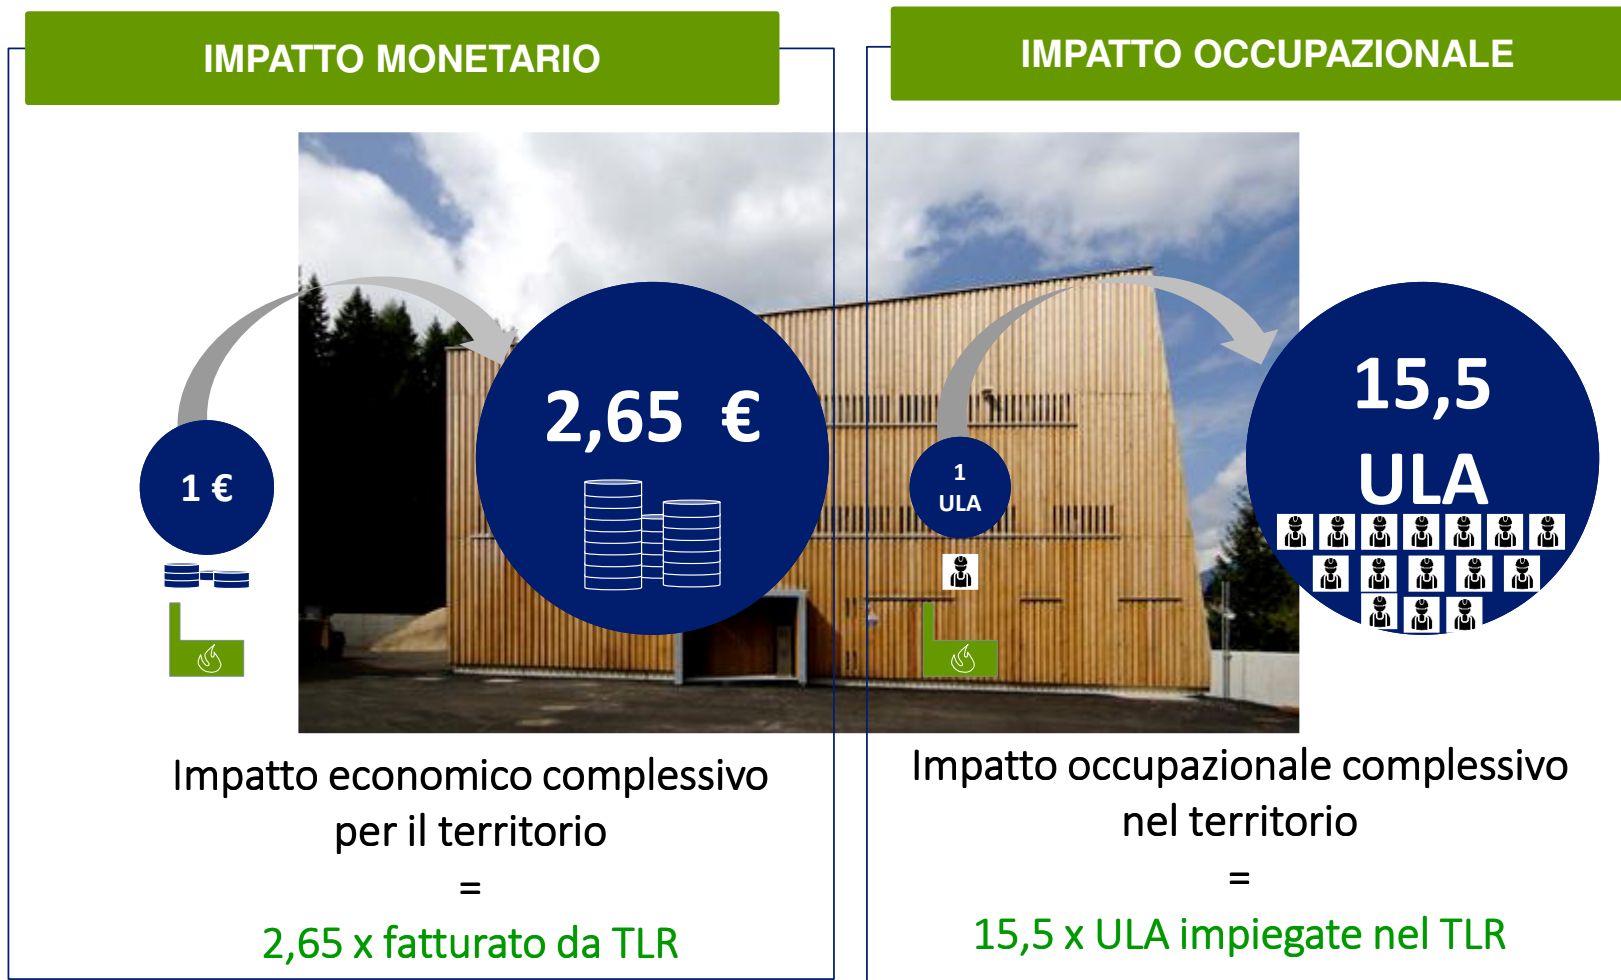 IMPATTO MONETARIO
1 €
2,65 €
Impatto economico complessivo
per il territorio
=
2,65 x fatturato da TLR
IMPATTO OCCUPAZIONALE
1
ULA
15,5
ULA
Impatto occupazionale complessivo
nel territorio
=
15,5 x ULA impiegate nel TLR